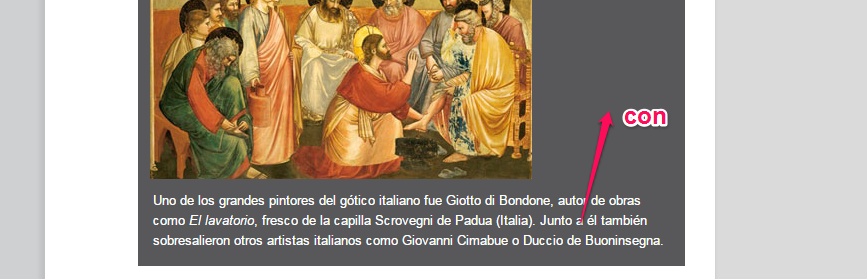 con
Uno de los grandes pintores del gótico italiano fue Giotto di Bondone, autor de obras
como El lavatorio, fresco de la capilla Scrovegni de Padua (Italia). Junto a él también
sobresalieron otros artistas italianos como Giovanni Cimabue o Duccio de Buoninsegna.